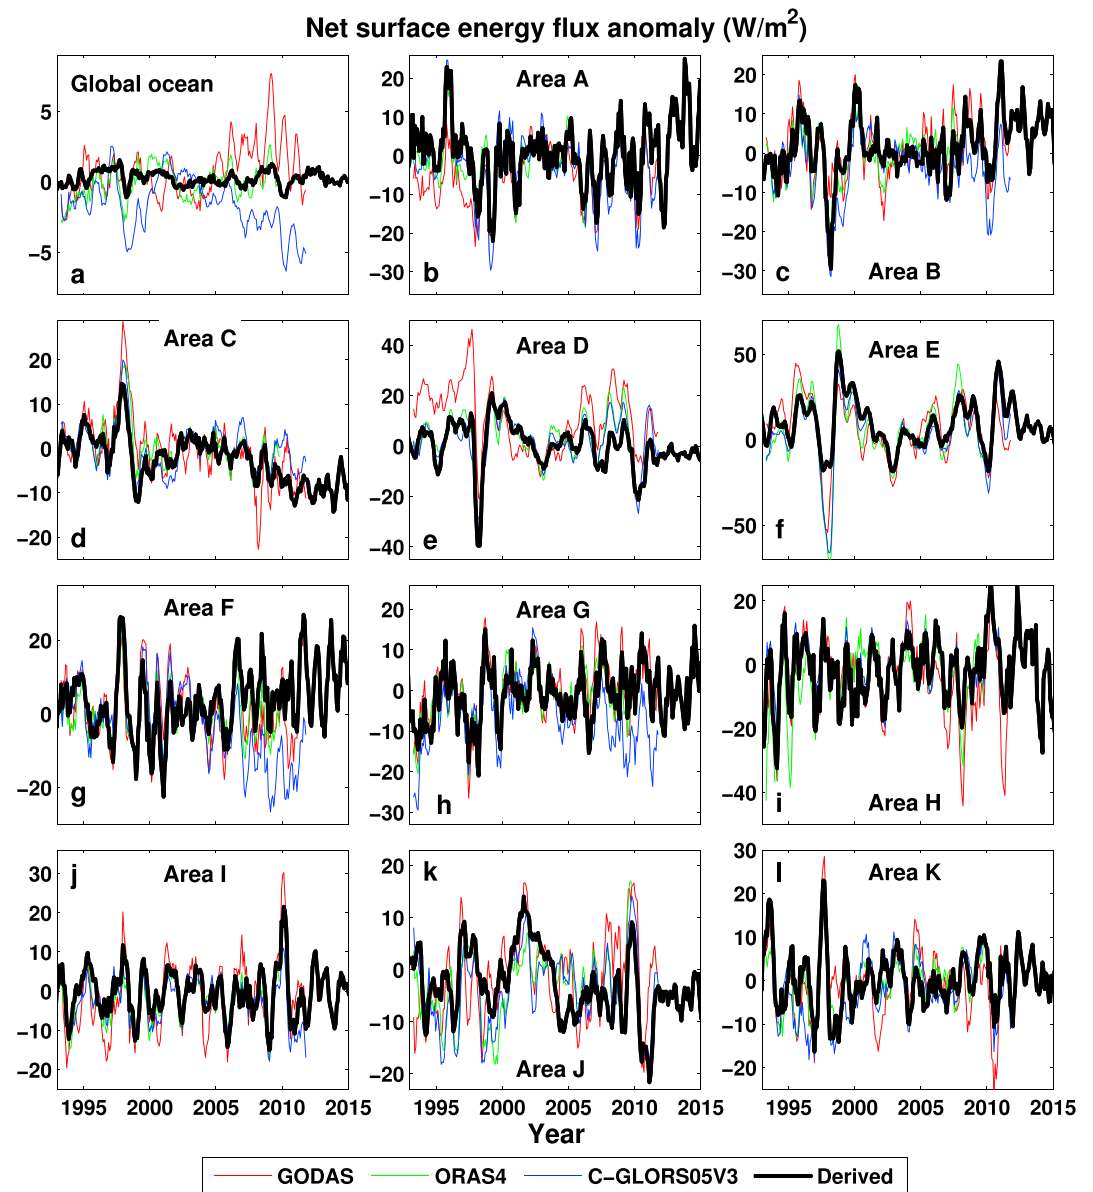 Net surface energy flux anomaly (W/m²)
Global ocean
5
0
−5
a
Area A
20
10
0
−10
−20
−30
b
20
10
0
−10
−20
−30
c
Area B
Area C
20
10
0
−10
−20
d
Area D
40
20
0
−20
−40
e
Area E
50
0
−50
f
Area F
20
0
−20
g
Area G
20
10
0
−10
−20
−30
h
20
0
−20
−40
i
Area H
j
Area I
30
20
10
0
−10
−20
1995 2000 2005 2010 2015
k
20
10
0
−10
−20
Area J
1995 2000 2005 2010 2015
l
Area K
30
20
10
0
−10
−20
1995 2000 2005 2010 2015
Year
GODAS ORAS4 C−GLORS05V3 Derived